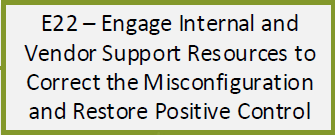 E22 – Engage Internal and
Vendor Support Resources to
Correct the Misconfiguration
and Restore Positive Control